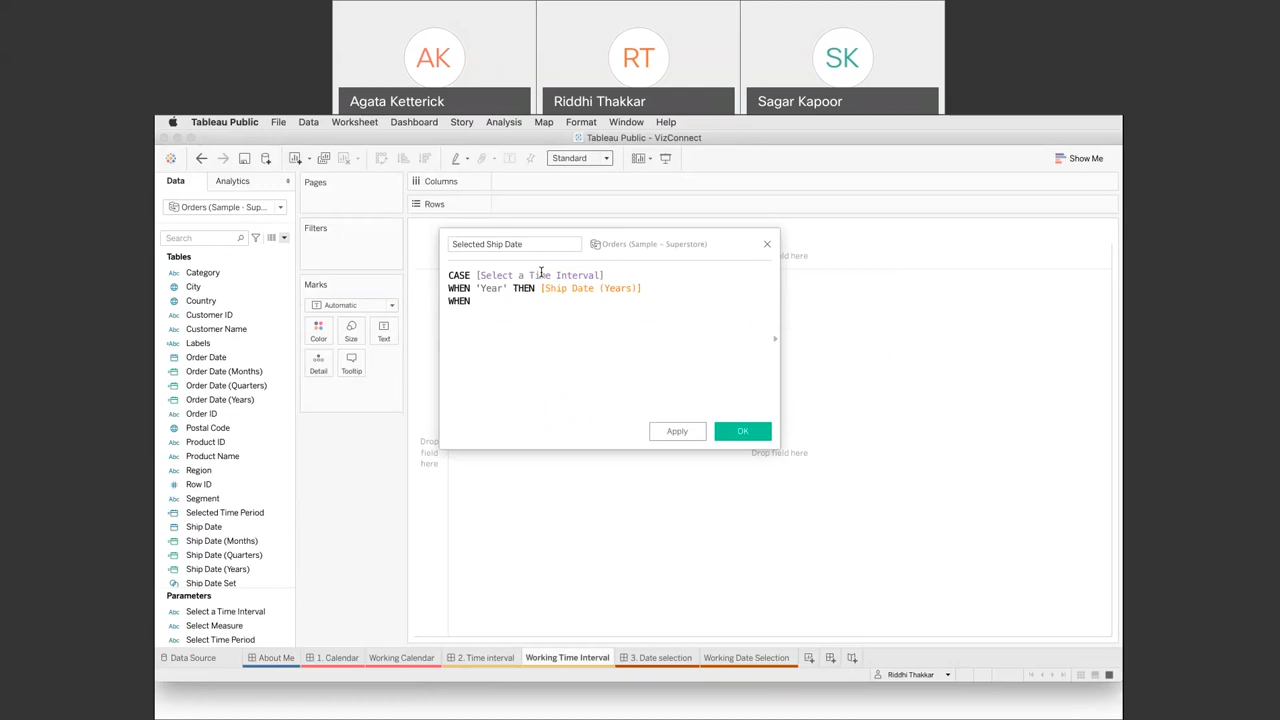 AK
RT
SK
Agata Ketterick
Riddhi Thakkar
Sagar Kapoor
Tableau Public File Data Worksheet Dashboard Story Analysis Map Format Window Help
Tableau Public - VizConnect
Standard
Show Me
Data Analytics
Pages
Columns
Orders (Sample - Sup...
Rows
Search
Filters
Tables
Category
City
Country
Customer ID
Customer Name
Labels
Order Date
Order Date (Months)
Order Date (Quarters)
Order Date (Years)
Order ID
Postal Code
Product ID
Product Name
Region
Row ID
Segment
Selected Time Period
Ship Date
Ship Date (Months)
Ship Date (Quarters)
Ship Date (Years)
Ship Date Set
Parameters
Select a Time Interval
Select Measure
Select Time Period
Marks
Automatic
Color Size Text
Detail Tooltip
Selected Ship Date
Orders (Sample - Superstore)
CASE [Select a Time Interval]
WHEN 'Year' THEN [Ship Date (Years)]
WHEN
Apply OK
Drop
field
here
Drop field here
Data Source About Me 1. Calendar Working Calendar 2. Time interval Working Time Interval 3. Date selection Working Date Selection
Riddhi Thakkar